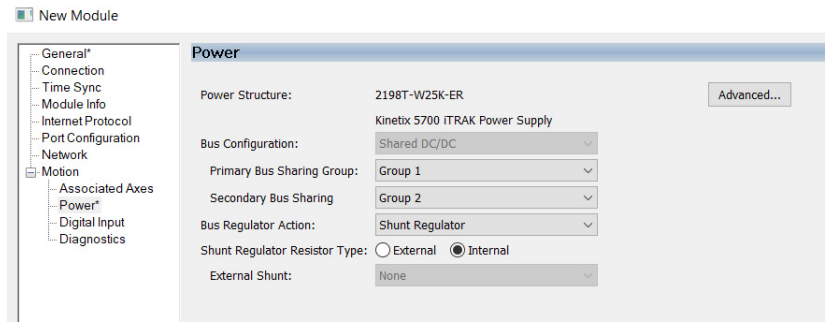 New Module
General*
Connection
Time Sync
Module Info
Internet Protocol
Port Configuration
Network
Motion
Associated Axes
Power*
Digital Input
Diagnostics
Power
Power Structure: 2198T-W25K-ER Advanced...
Kinetix 5700 iTRAK Power Supply
Bus Configuration: Shared DC/DC
Primary Bus Sharing Group: Group 1
Secondary Bus Sharing Group 2
Bus Regulator Action: Shunt Regulator
Shunt Regulator Resistor Type: External Internal
External Shunt: None